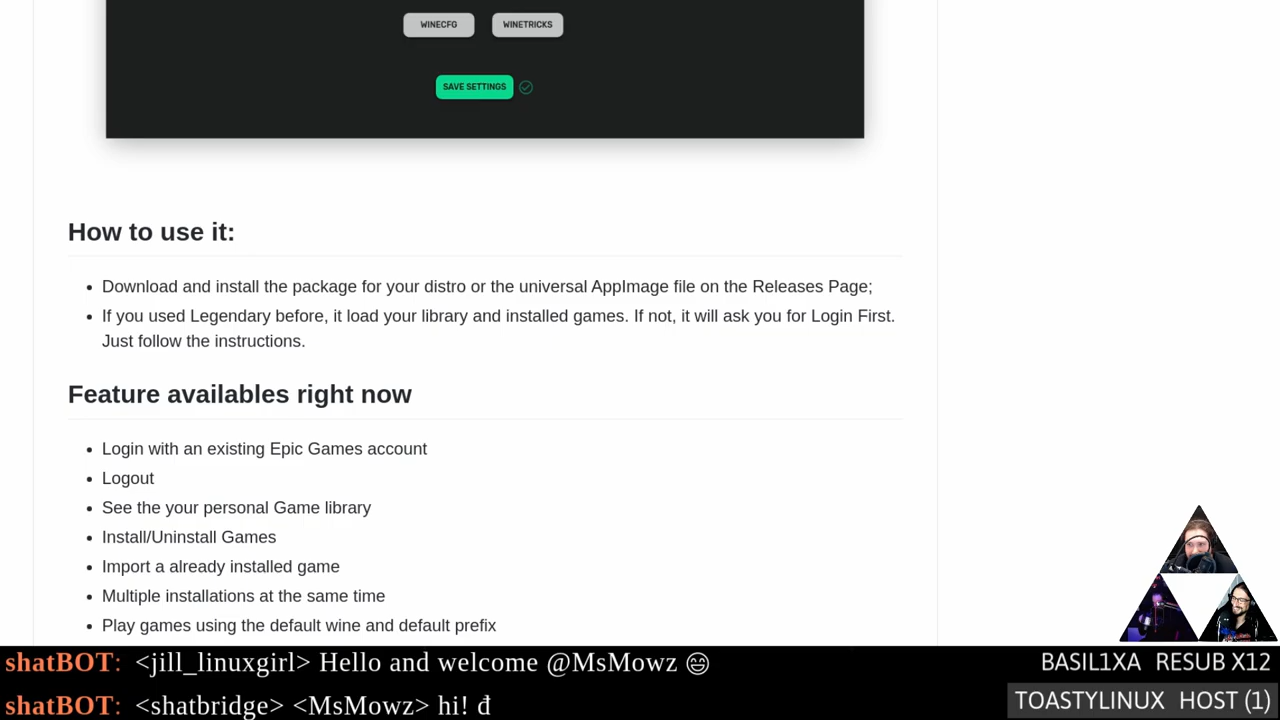 WINECFG WINETRICKS
SAVE SETTINGS
How to use it:
Download and install the package for your distro or the universal AppImage file on the Releases Page;
If you used Legendary before, it load your library and installed games. If not, it will ask you for Login First.
Just follow the instructions.
Feature availables right now
Login with an existing Epic Games account
Logout
See the your personal Game library
Install/Uninstall Games
Import a already installed game
Multiple installations at the same time
Play games using the default wine and default prefix
shatBOT: <jill_linuxgirl> Hello and welcome @MsMowz 😄
BASIL1XA RESUB X12
shatBOT: <shatbridge> <MsMowz> hi! đ
TOASTYLINUX HOST (1)